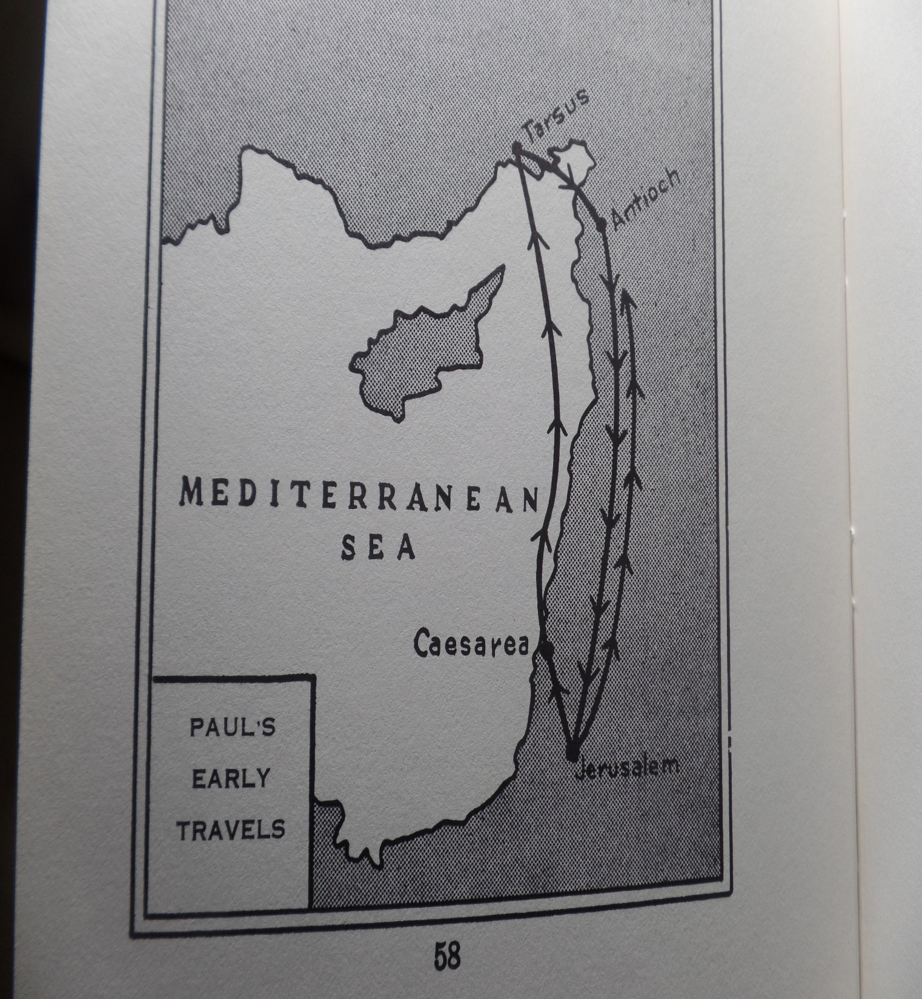 Tarsus
Antioch
MEDITERRANEAN
SEA
Caesarea
Jerusalem
PAUL'S
EARLY
TRAVELS
58